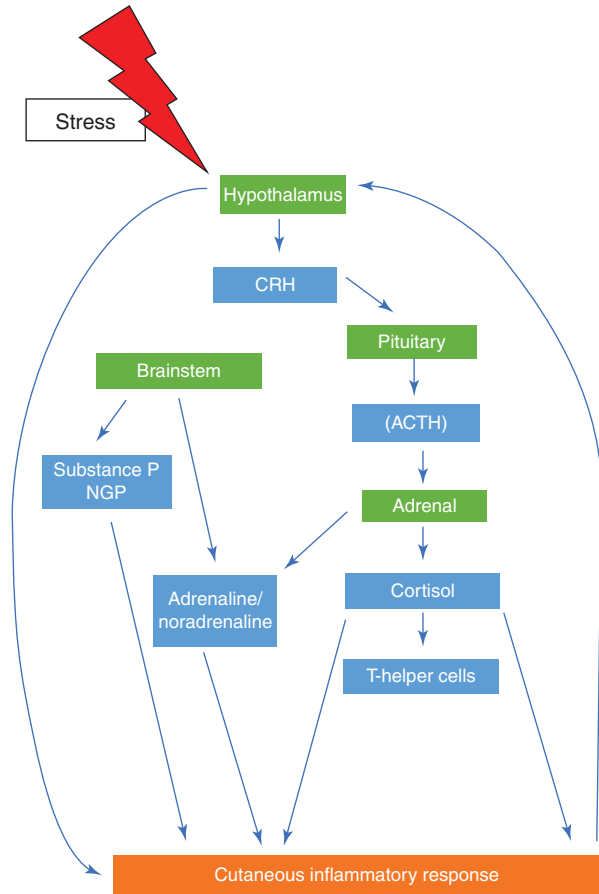 Stress
Hypothalamus
CRH
Pituitary
Brainstem
(ACTH)
Substance P
NGP
Adrenal
Adrenaline/
noradrenaline
Cortisol
T-helper cells
Cutaneous inflammatory response